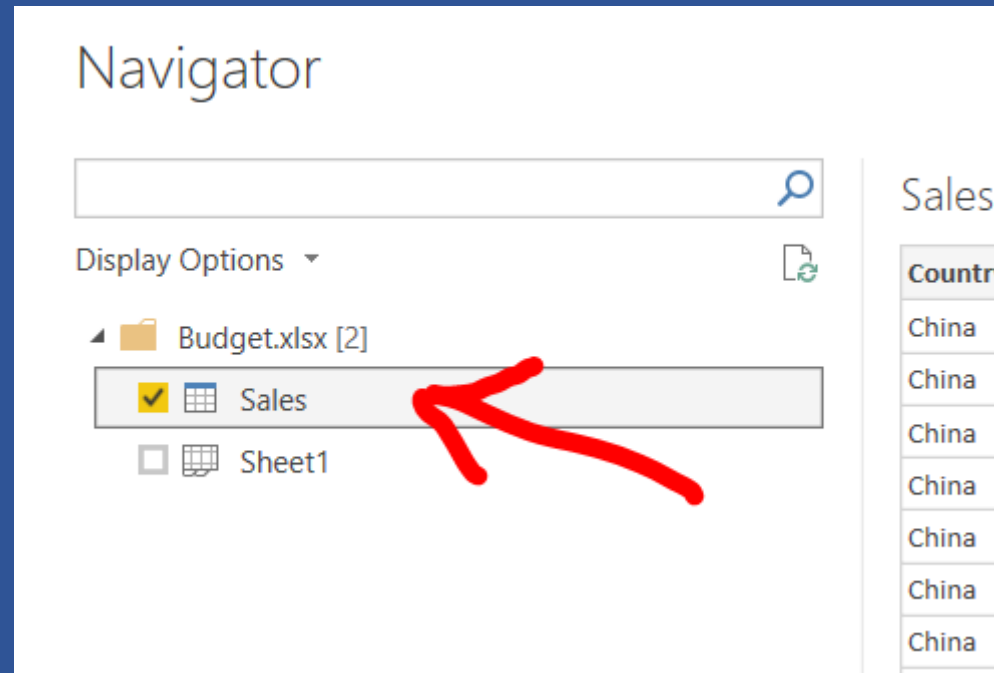 Navigator
Display Options
Budget.xlsx [2]
Sales
Sheet1
Sales
Countr
China
China
China
China
China
China
China